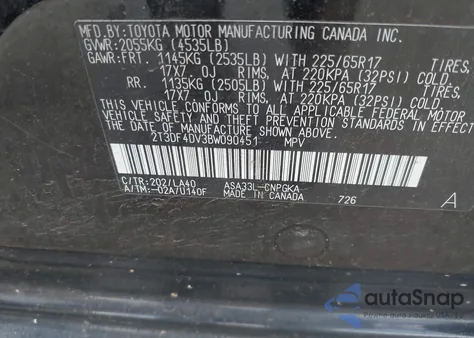 MFD.BY:TOYOTA MOTOR MANUFACTURING CANADA INC.
GVWR:2055KG (4535LB)
GAWR:FRT. 1145KG (2535LB) WITH 225/65R17 TIRES,
17X7. 0J RIMS, AT 220KPA (32PSI) COLD.
RR. 1135KG (2505LB) WITH 225/65R17 TIRES,
17X7. 0J RIMS, AT 220KPA (32PSI) COLD.
THIS VEHICLE CONFORMS TO ALL APPLICABLE FEDERAL MOTOR
VEHICLE SAFETY, BUMPER, AND
THEFT PREVENTION STANDARDS IN EFFECT ON
THE DATE OF MANUFACTURE SHOWN ABOVE.
2T3DF4DV3BW090451 MPV
C/TR:202/LA40 ASA33L-CNPGKA
A/TM:-02A/U140F MADE IN CANADA 726 A
autoSnap